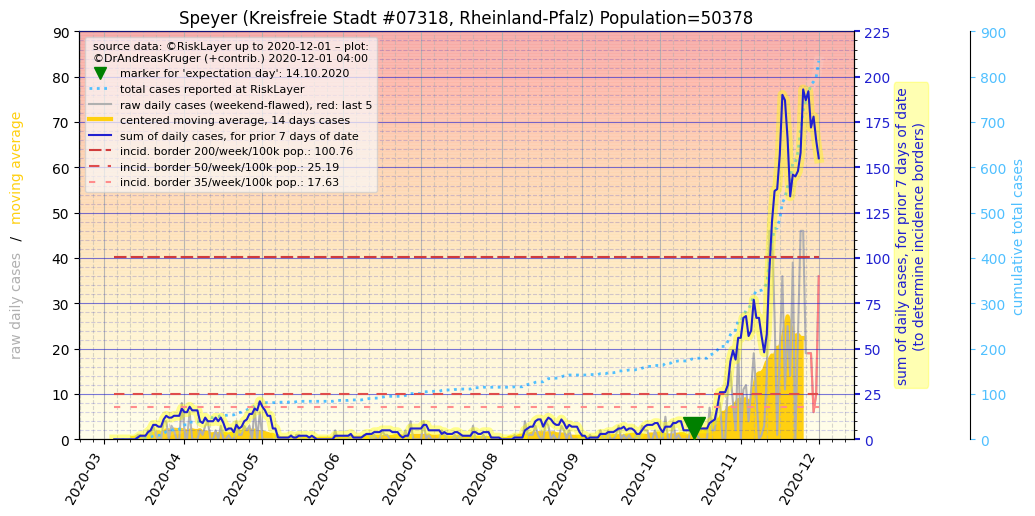 Speyer (Kreisfreie Stadt #07318, Rheinland-Pfalz) Population=50378
source data: ©RiskLayer up to 2020-12-01 – plot:
©DrAndreasKruger (+contrib.) 2020-12-01 04:00
marker for 'expectation day': 14.10.2020
total cases reported at RiskLayer
raw daily cases (weekend-flawed), red: last 5
centered moving average, 14 days cases
sum of daily cases, for prior 7 days of date
incid. border 200/week/100k pop.: 100.76
incid. border 50/week/100k pop.: 25.19
incid. border 35/week/100k pop.: 17.63
raw daily cases / moving average
90
80
70
60
50
40
30
20
10
0
2020-03
2020-04
2020-05
2020-06
2020-07
2020-08
2020-09
2020-10
2020-11
2020-12
225
200
175
150
125
100
75
50
25
0
sum of daily cases, for prior 7 days of date
(to determine incidence borders)
900
800
700
600
500
400
300
200
100
0
cumulative total cases